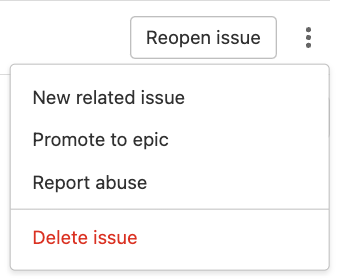 Reopen issue
New related issue
Promote to epic
Report abuse
Delete issue